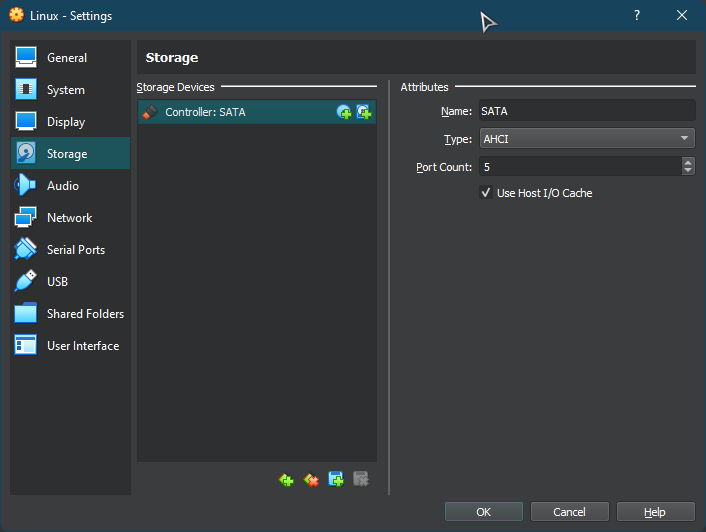 Linux - Settings
?
General
System
Display
Storage
Audio
Network
Serial Ports
USB
Shared Folders
User Interface
Storage
Storage Devices
Controller: SATA
Attributes
Name: SATA
Type: AHCI
Port Count: 5
Use Host I/O Cache
OK Cancel Help